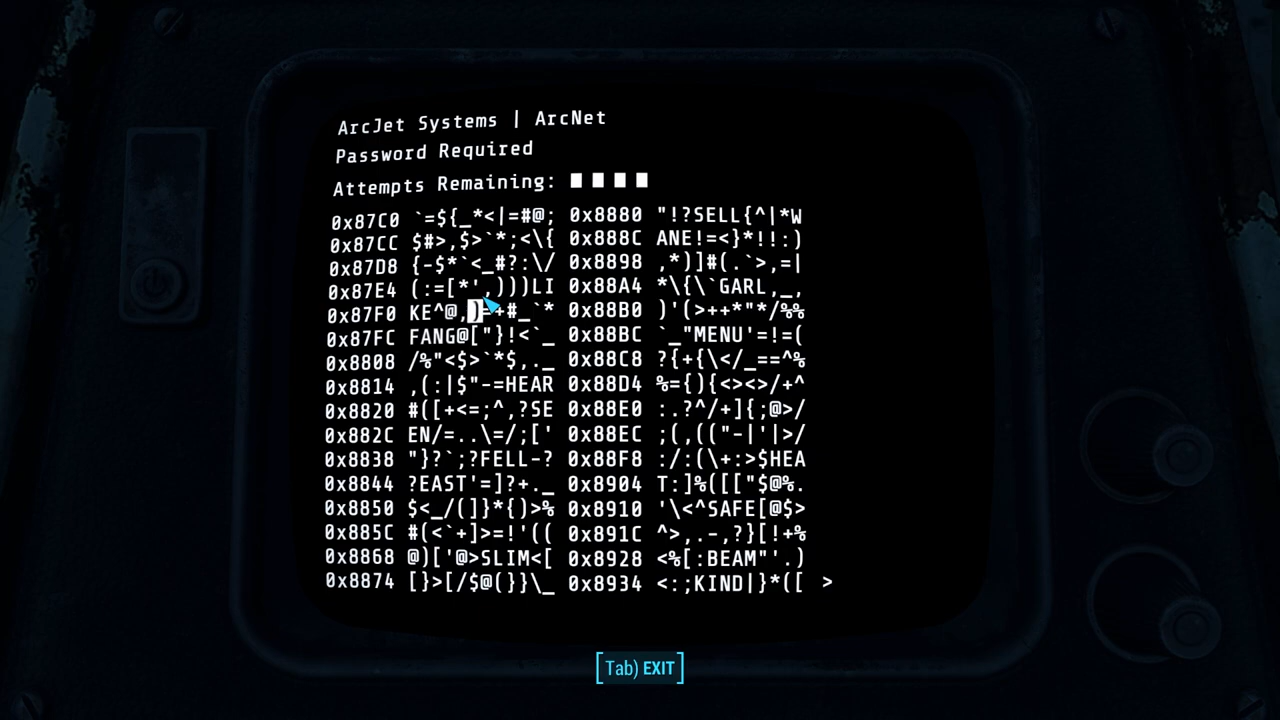 ArcJet Systems | ArcNet
Password Required
Attempts Remaining: ■ ■ ■ ■
0x87C0 `=${_*<|=#@; 0x8880 "!?SELL{^|*W
0x87CC $#>,$>`*;<\{ 0x888C ANE!=<}*!!:)
0x87D8 {-$*`<_#?:\/ 0x8898 ,*)]#(.`>,=|
0x87E4 (:=[*',)))LI 0x88A4 *\{\`GARL,_,
0x87F0 KE^@,)=+#_`* 0x88B0 )'(>++*"*/%%
0x87FC FANG@["}!<`_ 0x88BC `_"MENU'=!=(
0x8808 /%"<$>`*$,._ 0x88C8 ?{+{\</_==^%
0x8814 ,(:|$"-=HEAR 0x88D4 %={){<><>/+^
0x8820 #([+<=;^,?SE 0x88E0 :.?^/+]{;@>/
0x882C EN/=..\=/;[' 0x88EC ;(,(("-|'|>/
0x8838 "}?`;?FELL-? 0x88F8 :/:(\+:>$HEA
0x8844 ?EAST'=]?+._ 0x8904 T:]%([["$@%.
0x8850 $<_/(]}*{)>% 0x8910 '\<^SAFE[@$>
0x885C #(<`+]>=!'(( 0x891C ^>,.-,?}[!+%
0x8868 @)['@>SLIM<[ 0x8928 <%[:BEAM"'.)
0x8874 [}>[/$@(}}\_ 0x8934 <:;KIND|}*([ >
[Tab) EXIT]